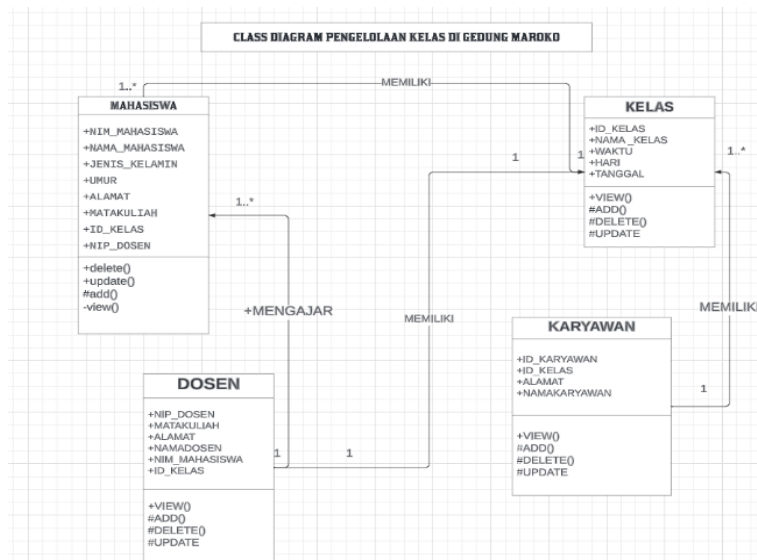 CLASS DIAGRAM PENGELOLAAN KELAS DI GEDUNG MAROKO
1..*
MEMILIKI
MAHASISWA
+NIM_MAHASISWA
+NAMA_MAHASISWA
+JENIS_KELAMIN
+UMUR
+ALAMAT
+MATAKULIAH
+ID_KELAS
+NIP_DOSEN
+delete()
+update()
#add()
-view()
KELAS
+ID_KELAS
+NAMA _KELAS
+WAKTU
+HARI
+TANGGAL
+VIEW()
#ADD()
#DELETE()
#UPDATE
1
1
1..*
1..*
+MENGAJAR
MEMILIKI
MEMILIKI
KARYAWAN
+ID_KARYAWAN
+ID_KELAS
+ALAMAT
+NAMAKARYAWAN
+VIEW()
#ADD()
#DELETE()
#UPDATE
1
DOSEN
+NIP_DOSEN
+MATAKULIAH
+ALAMAT
+NAMADOSEN
+NIM_MAHASISWA
+ID_KELAS
+VIEW()
#ADD()
#DELETE()
#UPDATE
1
1